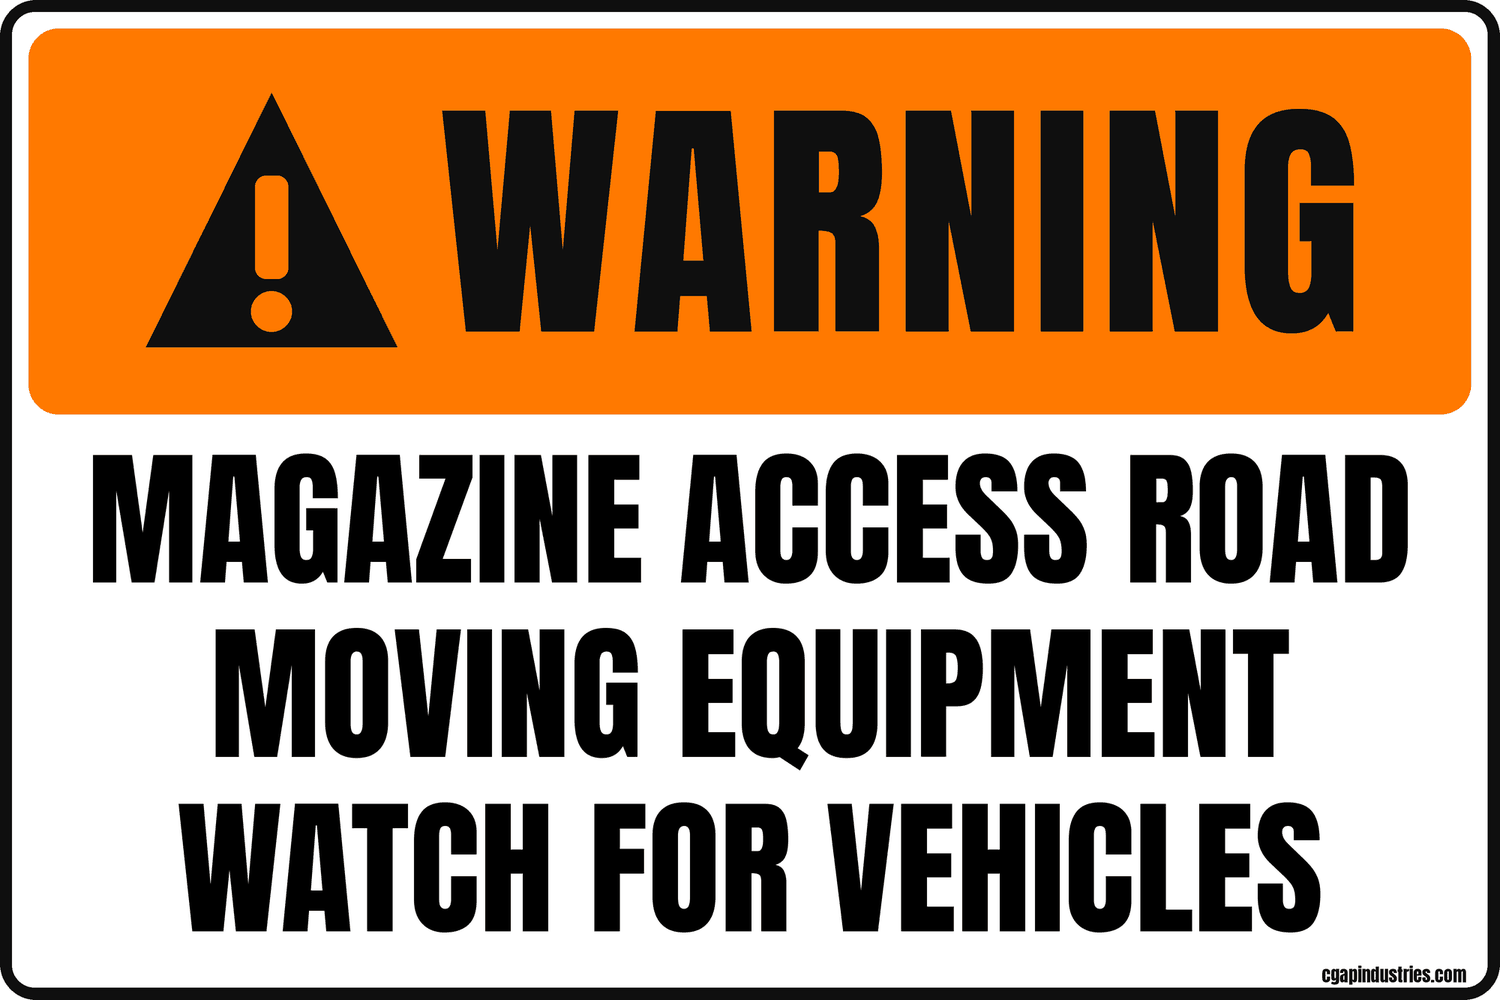 WARNING
MAGAZINE ACCESS ROAD
MOVING EQUIPMENT
WATCH FOR VEHICLES
cgapindustries.com